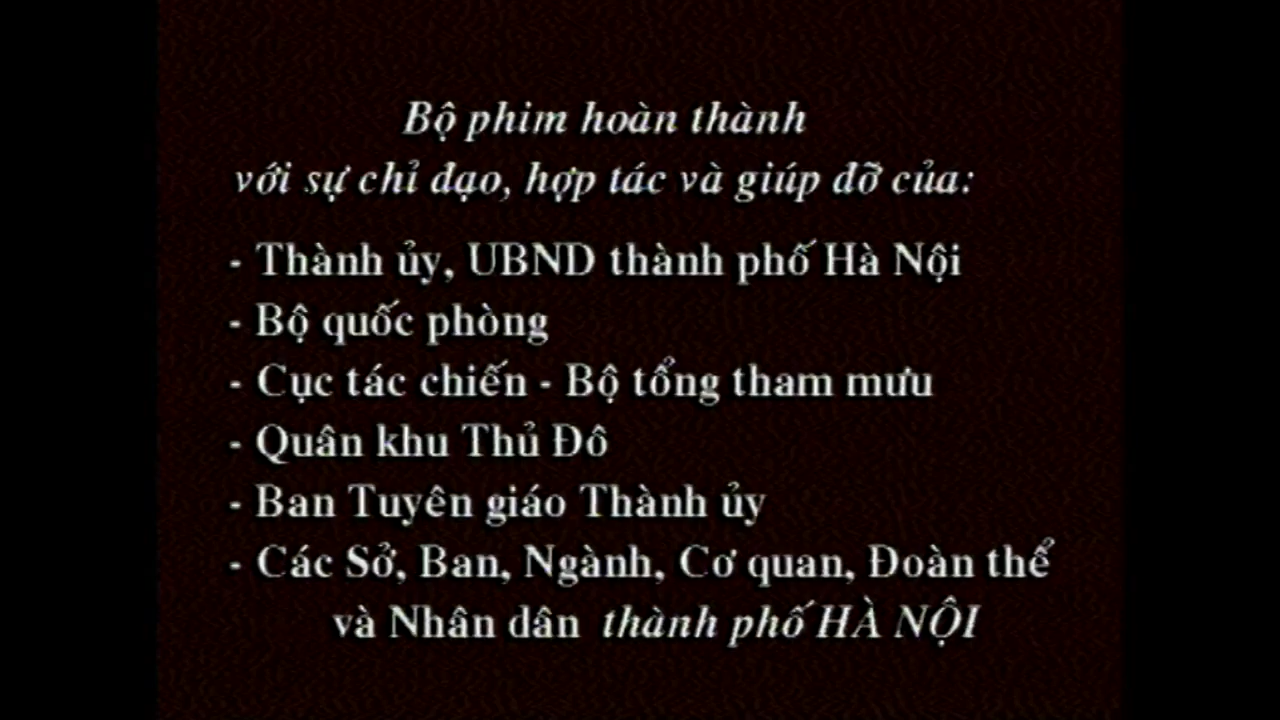 Bộ phim hoàn thành
với sự chỉ đạo, hợp tác và giúp đỡ của:
- Thành ủy, UBND thành phố Hà Nội
- Bộ quốc phòng
- Cục tác chiến - Bộ tổng tham mưu
- Quân khu Thủ Đô
- Ban Tuyên giáo Thành ủy
- Các Sở, Ban, Ngành, Cơ quan, Đoàn thể
và Nhân dân thành phố HÀ NỘI